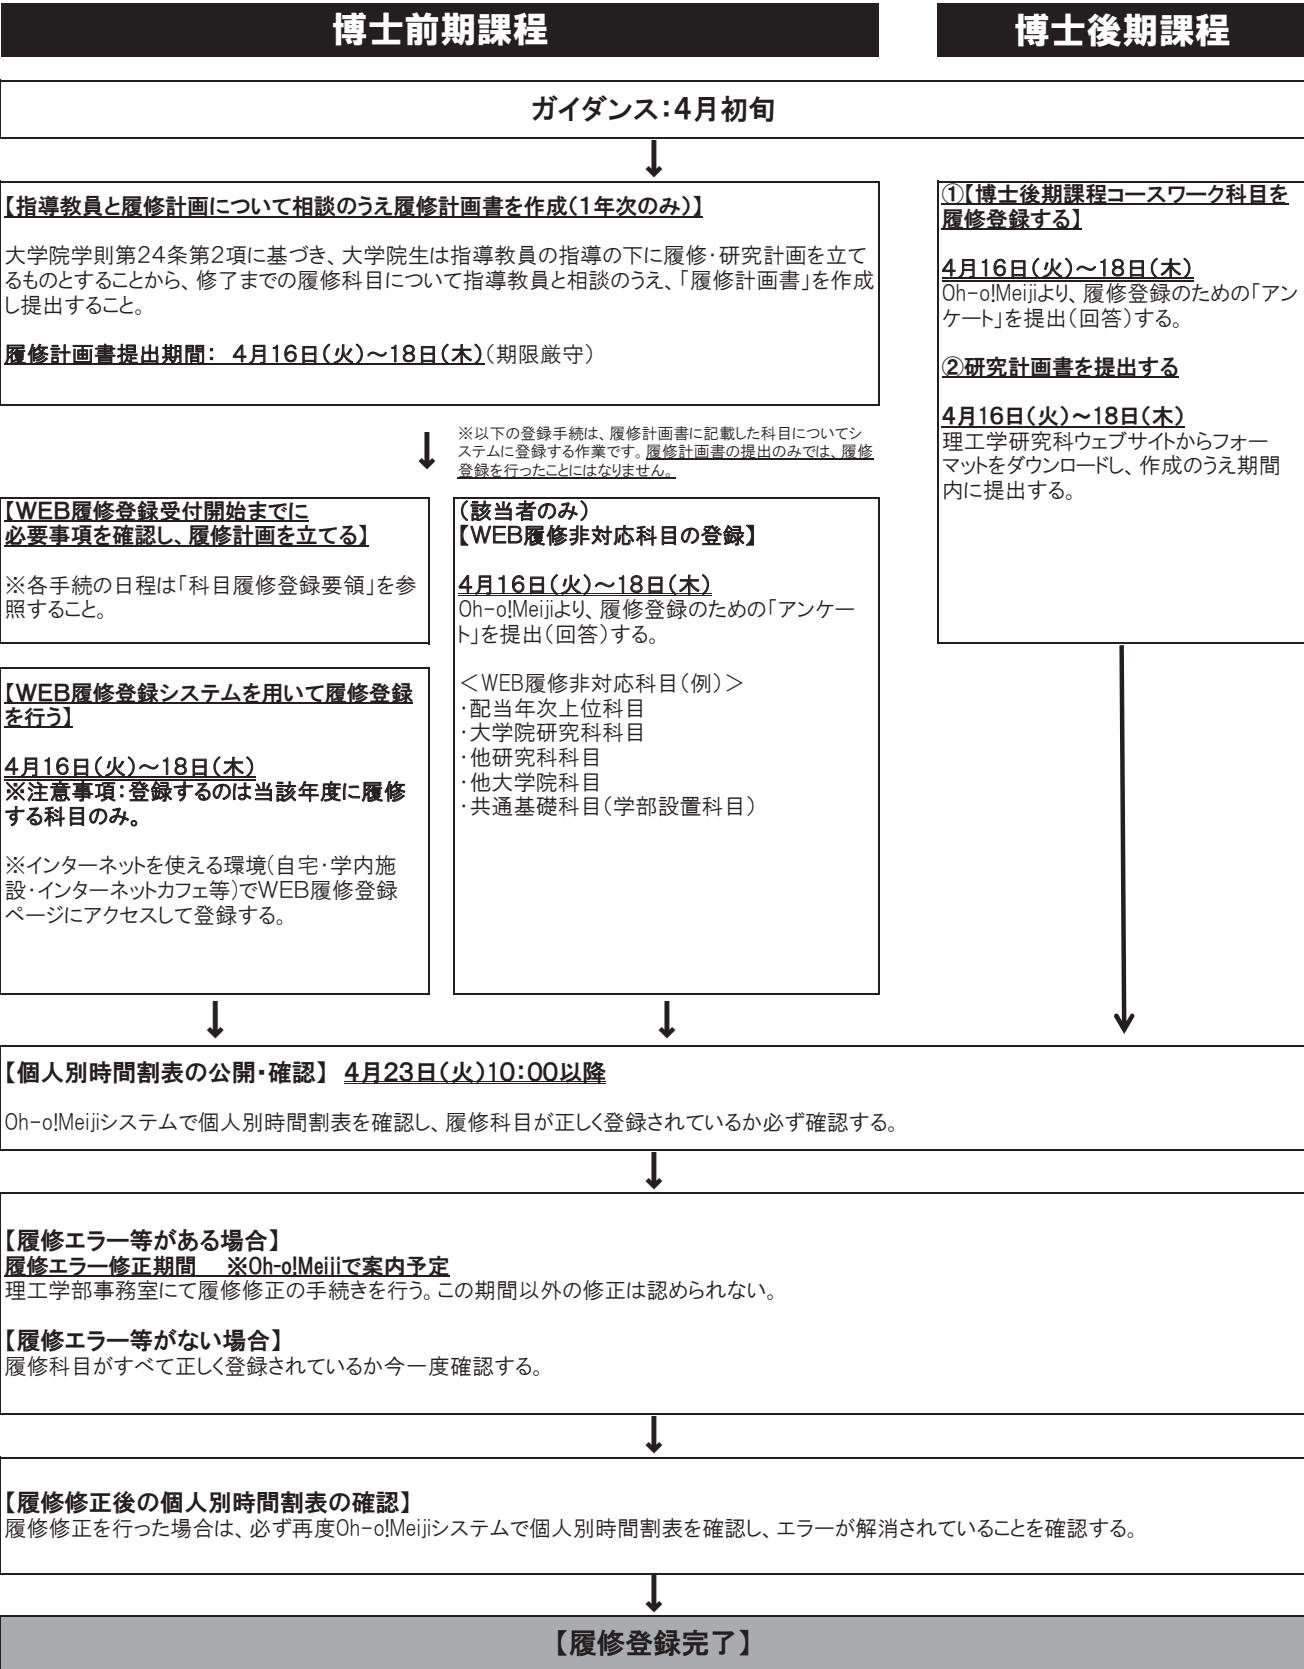 博士前期課程
博士後期課程
ガイダンス：4月初旬
↓
【指導教員と履修計画について相談のうえ履修計画書を作成（1年次のみ）】
大学院学則第24条第2項に基づき、大学院生は指導教員の指導の下に履修・研究計画を立て
るものとすることから、修了までの履修科目について指導教員と相談のうえ、「履修計画書」を作成
し提出すること。
履修計画書提出期間：　4月16日（火）～18日（木）（期限厳守）
①【博士後期課程コースワーク科目を
履修登録する】
4月16日（火）～18日（木）
Oh-o!Meijiより、履修登録のための「アン
ケート」を提出（回答）する。
②研究計画書を提出する
4月16日（火）～18日（木）
理工学研究科ウェブサイトからフォー
マットをダウンロードし、作成のうえ期間
内に提出する。
↓
※以下の登録手続は、履修計画書に記載した科目についてシ
ステムに登録する作業です。履修計画書の提出のみでは、履修
登録を行ったことにはなりません。
【WEB履修登録受付開始までに
必要事項を確認し、履修計画を立てる】
※各手続の日程は「科目履修登録要領」を参
照すること。
【WEB履修登録システムを用いて履修登録
を行う】
4月16日（火）～18日（木）
※注意事項：登録するのは当該年度に履修
する科目のみ。
※インターネットを使える環境（自宅・学内施
設・インターネットカフェ等）でWEB履修登録
ページにアクセスして登録する。
（該当者のみ）
【WEB履修非対応科目の登録】
4月16日（火）～18日（木）
Oh-o!Meijiより、履修登録のための「アンケー
ト」を提出（回答）する。
＜WEB履修非対応科目（例）＞
・配当年次上位科目
・大学院研究科科目
・他研究科科目
・他大学院科目
・共通基礎科目（学部設置科目）
↓ ↓ ↓
【個人別時間割表の公開・確認】　4月23日（火）10：00以降
Oh-o!Meijiシステムで個人別時間割表を確認し、履修科目が正しく登録されているか必ず確認する。
↓
【履修エラー等がある場合】
履修エラー修正期間　※Oh-o!Meijiで案内予定
理工学部事務室にて履修修正の手続きを行う。この期間以外の修正は認められない。
【履修エラー等がない場合】
履修科目がすべて正しく登録されているか今一度確認する。
↓
【履修修正後の個人別時間割表の確認】
履修修正を行った場合は、必ず再度Oh-o!Meijiシステムで個人別時間割表を確認し、エラーが解消されていることを確認する。
↓
【履修登録完了】